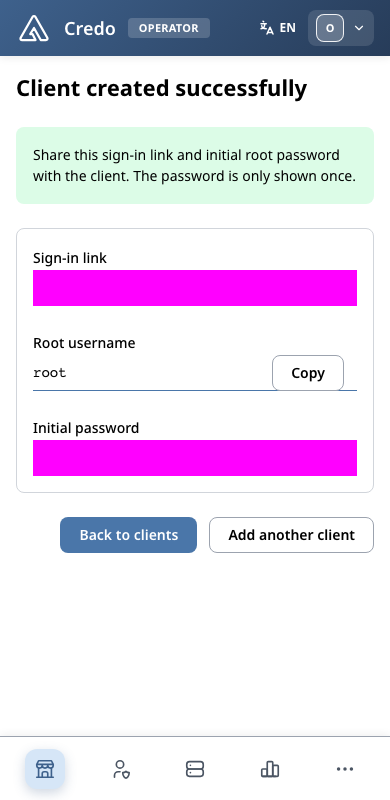 Credo
OPERATOR
EN
O
Client created successfully
Share this sign-in link and initial root password
with the client. The password is only shown once.
Sign-in link
Root username
root
Copy
Initial password
Back to clients
Add another client